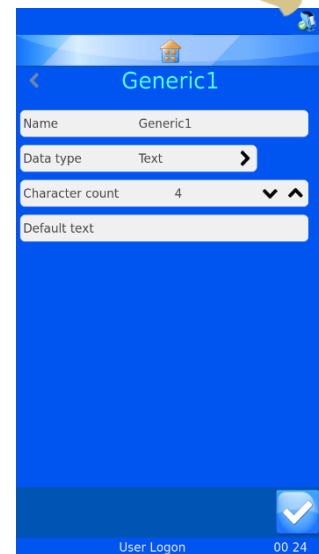 Generic1
Name Generic1
Data type Text
Character count 4
Default text
User Logon 00 24